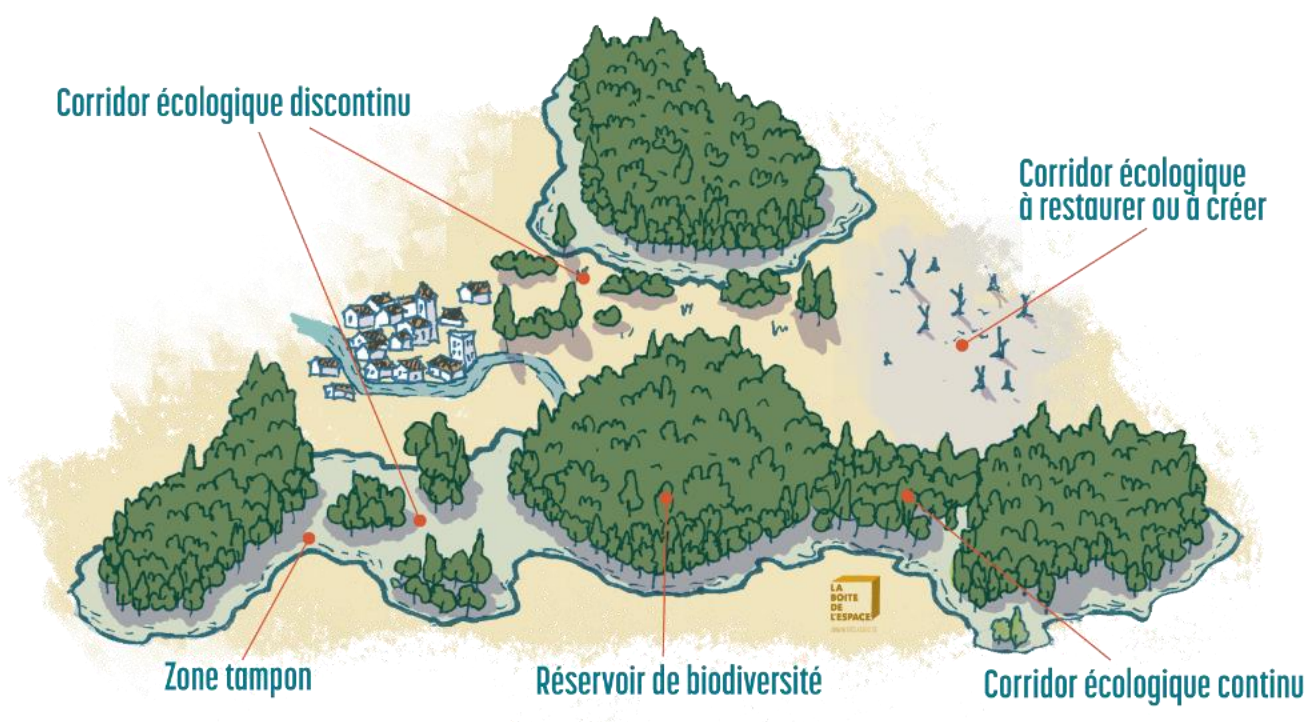 Corridor écologique discontinu
Corridor écologique
à restaurer ou à créer
LA
BOITE
DE
L'ESPACE
Zone tampon
Réservoir de biodiversité
Corridor écologique continu